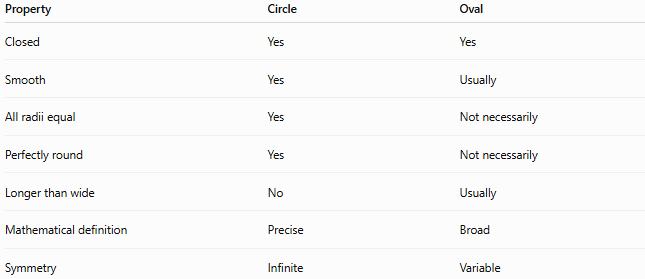 Property Circle Oval
Closed Yes Yes
Smooth Yes Usually
All radii equal Yes Not necessarily
Perfectly round Yes Not necessarily
Longer than wide No Usually
Mathematical definition Precise Broad
Symmetry Infinite Variable